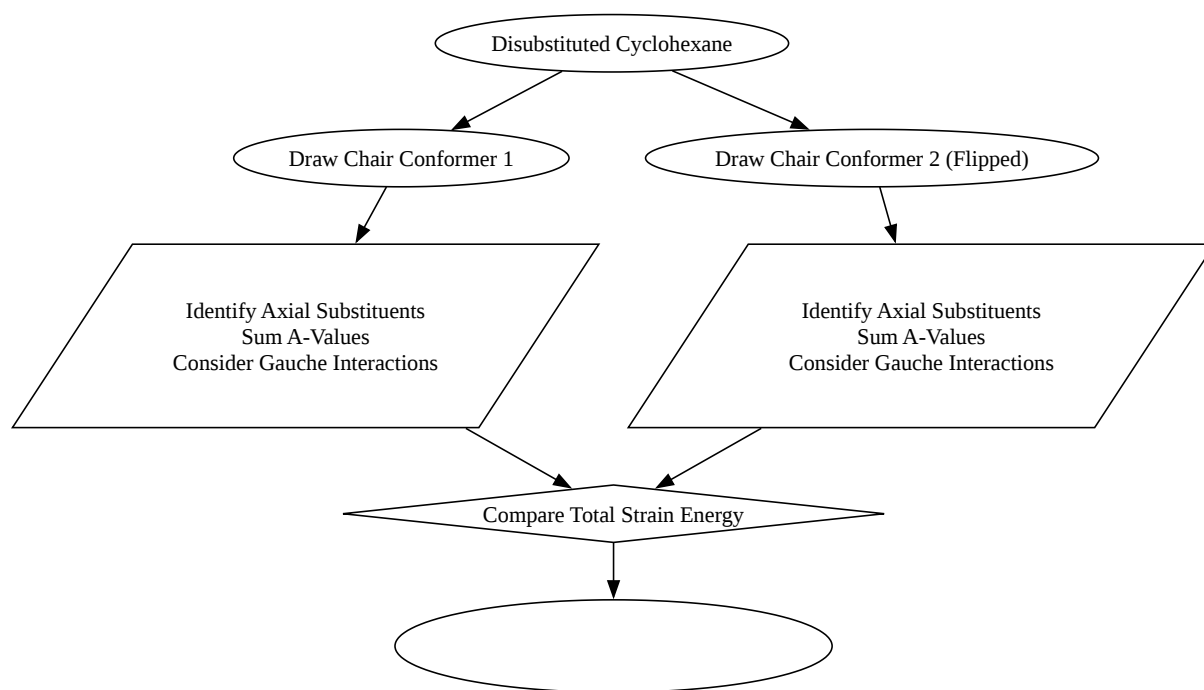 Disubstituted Cyclohexane
Draw Chair Conformer 1
Draw Chair Conformer 2 (Flipped)
Identify Axial Substituents
Sum A-Values
Consider Gauche Interactions
Identify Axial Substituents
Sum A-Values
Consider Gauche Interactions
Compare Total Strain Energy